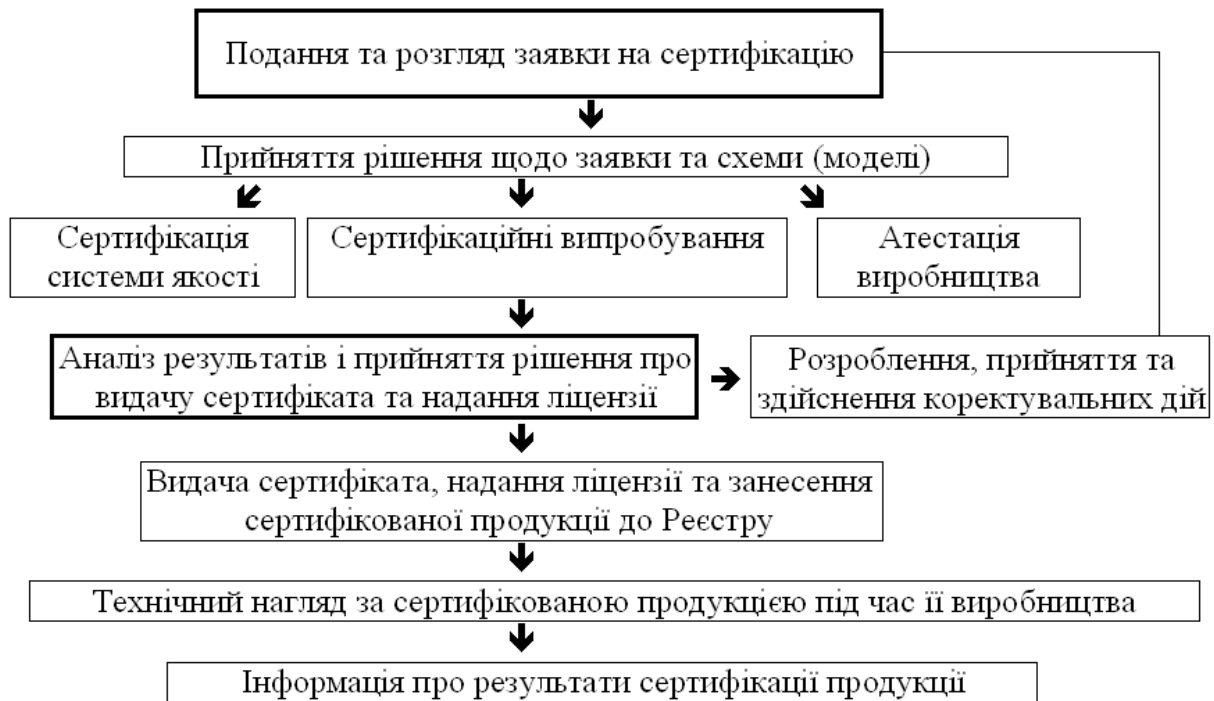 Подання та розгляд заявки на сертифікацію
Прийняття рішення щодо заявки та схеми (моделі)
Сертифікація
системи якості
Сертифікаційні випробування
Атестація
виробництва
Аналіз результатів і прийняття рішення про
видачу сертифіката та надання ліцензії
Розроблення, прийняття та
здійснення коректувальних дій
Видача сертифіката, надання ліцензії та занесення
сертифікованої продукції до Реєстру
Технічний нагляд за сертифікованою продукцією під час її виробництва
Інформація про результати сертифікації продукції